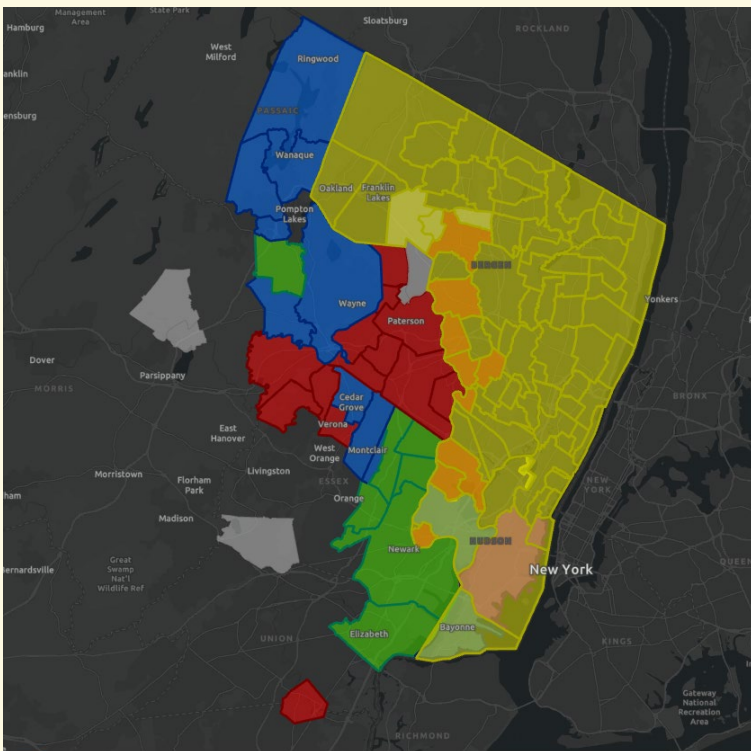 Management
Area
State Park
Sloatsburg
Hamburg
ROCKLAND
West
Milford
Ringwood
anklin
PASSAIC
ensburg
Wanaque
Oakland
Franklin
Lakes
Pompton
Lakes
BERGEN
Wayne
Yonkers
Paterson
Dover
Parsippany
MORRIS
BRONX
Cedar
Grove
Verona
East
Hanover
West
Orange
Montclair
Livingston
Morristown
ESSEX
Florham
Park
NEW
YORK
Orange
ham
Madison
HUDSON
Newark
QUEEN
Great
Swamp
Nat'l
Wildlife Ref
ernardsville
New York
Bayonne
Elizabeth
UNION
KINGS
Gateway
National
Recreation
Area
RICHMOND